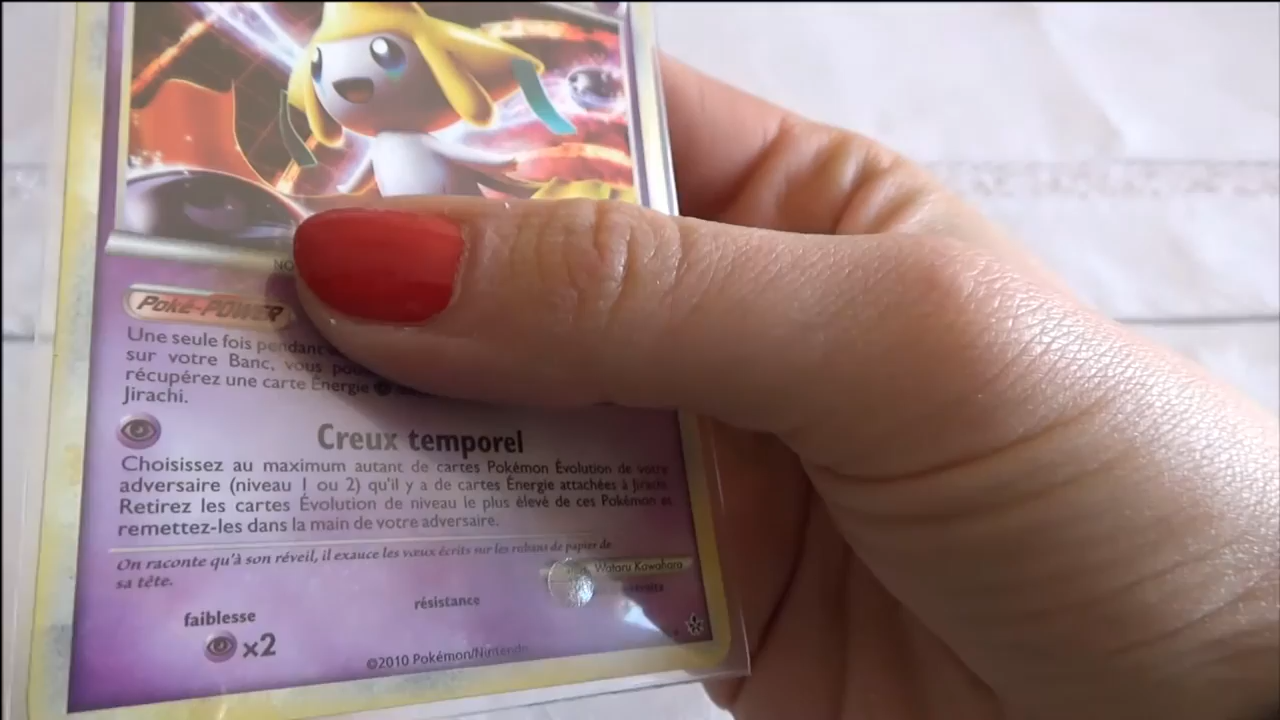 NO
Poké-POWER
Une seule fois pendant
sur votre Banc, vous
récupérez une carte Énergie
Jirachi.
Creux temporel
Choisissez au maximum autant de cartes Pokémon Évolution de votre
adversaire (niveau 1 ou 2) qu'il y a de cartes Énergie attachées à Jirachi.
Retirez les cartes Évolution de niveau le plus élevé de ces Pokémon et
remettez-les dans la main de votre adversaire.
On raconte qu'à son réveil, il exauce les vœux écrits sur les rubans de papier de
sa tête.
Wataru Kawahara
faiblesse
résistance
retraite
x2
©2010 Pokémon/Nintendo